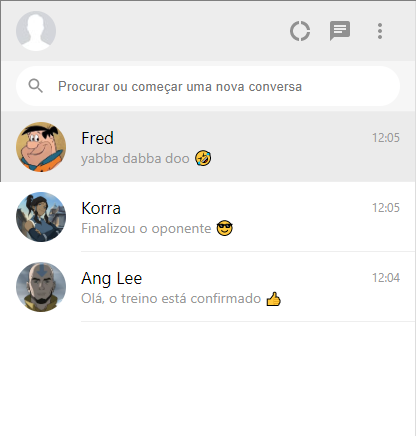 Procurar ou começar uma nova conversa
Fred 12:05
yabba dabba doo 🤣
Korra 12:05
Finalizou o oponente 😎
Ang Lee 12:04
Olá, o treino está confirmado 👍